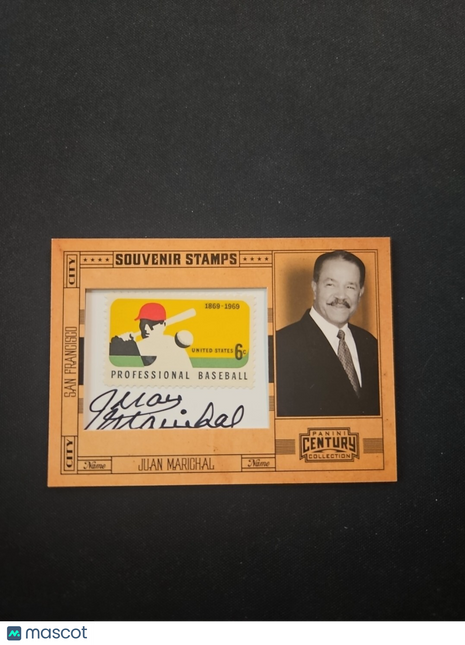 CITY
★★★★ SOUVENIR STAMPS ★★★★
SAN FRANCISCO
1869-1969
UNITED STATES 6c
PROFESSIONAL BASEBALL
Juan
Marichal
CITY
Name JUAN MARICHAL Name
PANINI
CENTURY
COLLECTION
mascot